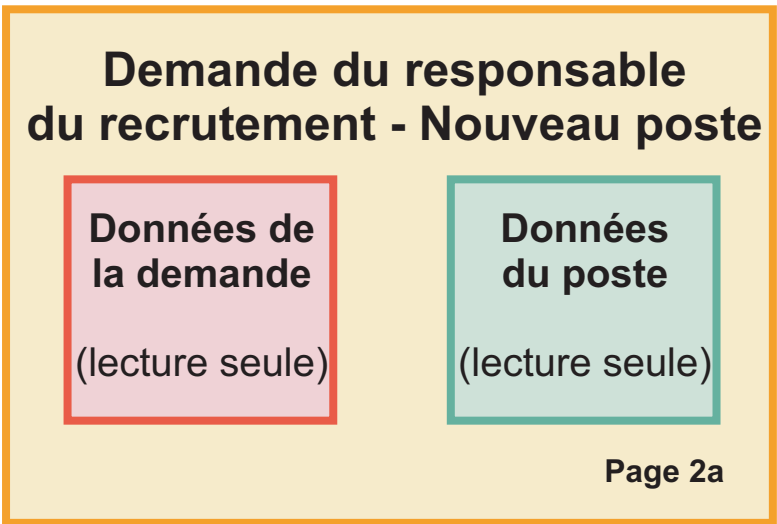 Demande du responsable
du recrutement - Nouveau poste
Données de
la demande
(lecture seule)
Données
du poste
(lecture seule)
Page 2a